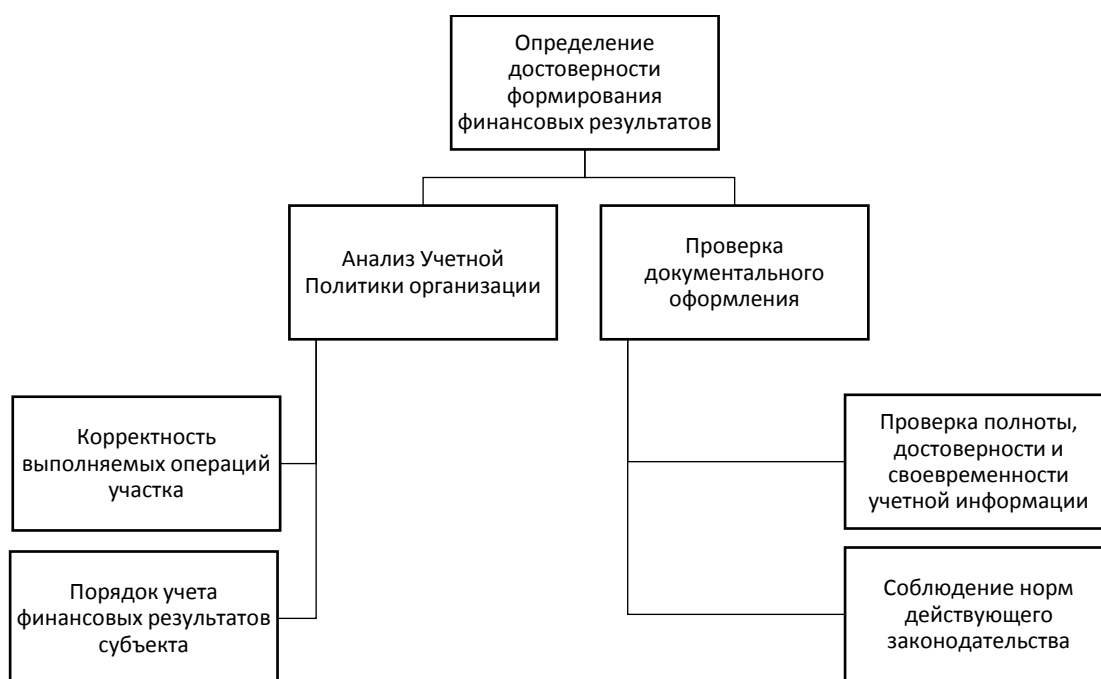 Определение
достоверности
формирования
финансовых результатов
Анализ Учетной
Политики организации
Проверка
документального
оформления
Корректность
выполняемых операций
участка
Порядок учета
финансовых результатов
субъекта
Проверка полноты,
достоверности и
своевременности
учетной информации
Соблюдение норм
действующего
законодательства